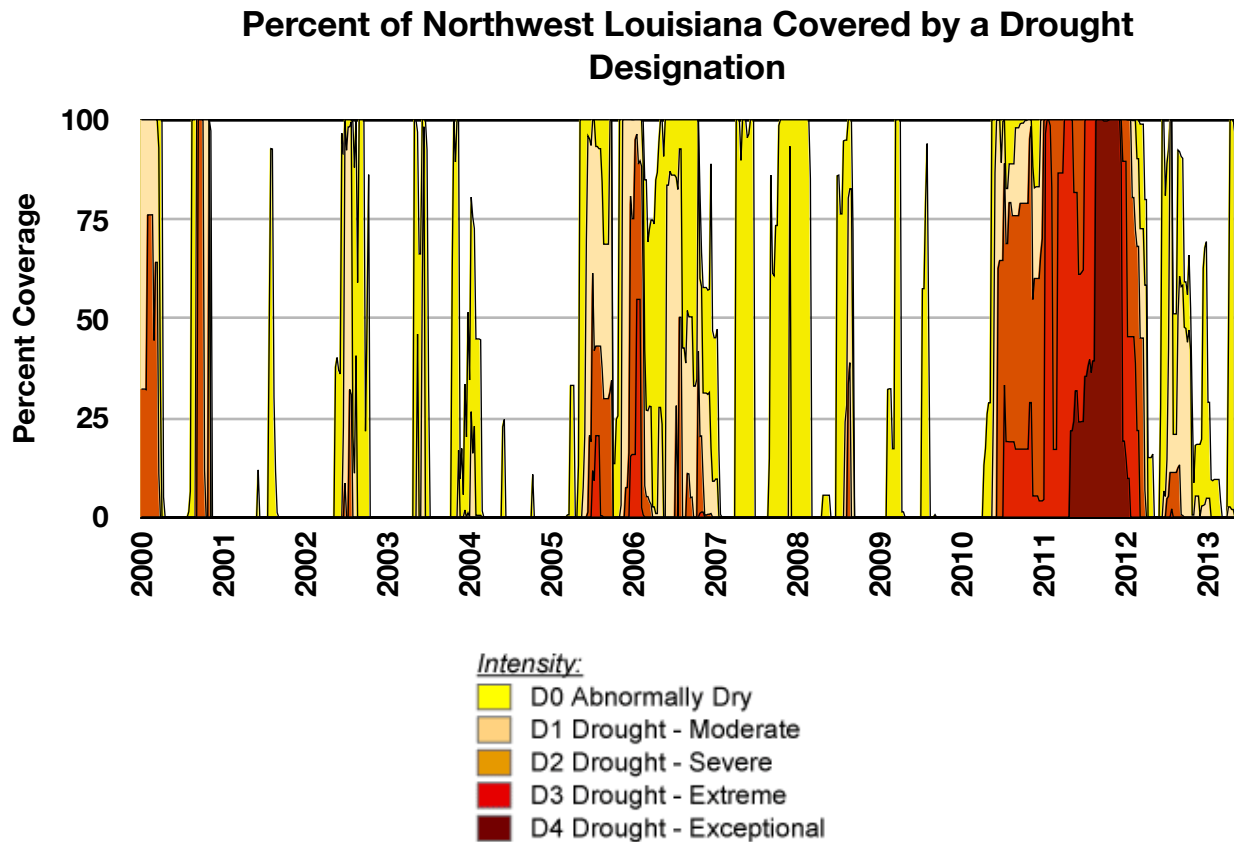 Percent of Northwest Louisiana Covered by a Drought
Designation
Percent Coverage
100
75
50
25
0
2000
2001
2002
2003
2004
2005
2006
2007
2008
2009
2010
2011
2012
2013
Intensity:
D0 Abnormally Dry
D1 Drought - Moderate
D2 Drought - Severe
D3 Drought - Extreme
D4 Drought - Exceptional